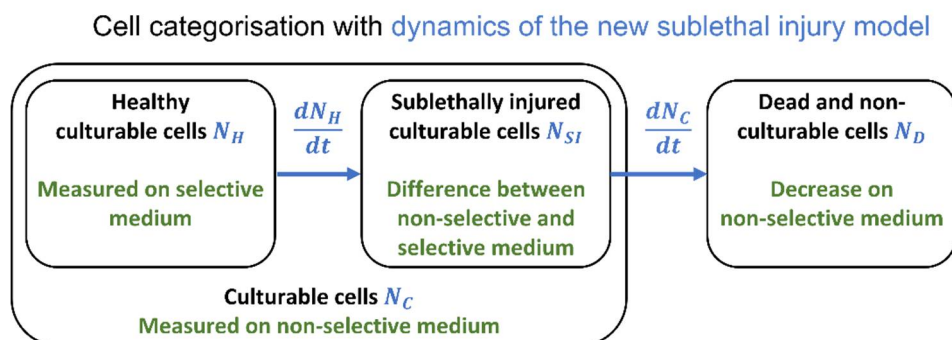 Cell categorisation with dynamics of the new sublethal injury model
Healthy
culturable cells N_H
Measured on selective
medium
dN_H
dt
Sublethally injured
culturable cells N_SI
Difference between
non-selective and
selective medium
dN_C
dt
Dead and non-
culturable cells N_D
Decrease on
non-selective medium
Culturable cells N_C
Measured on non-selective medium